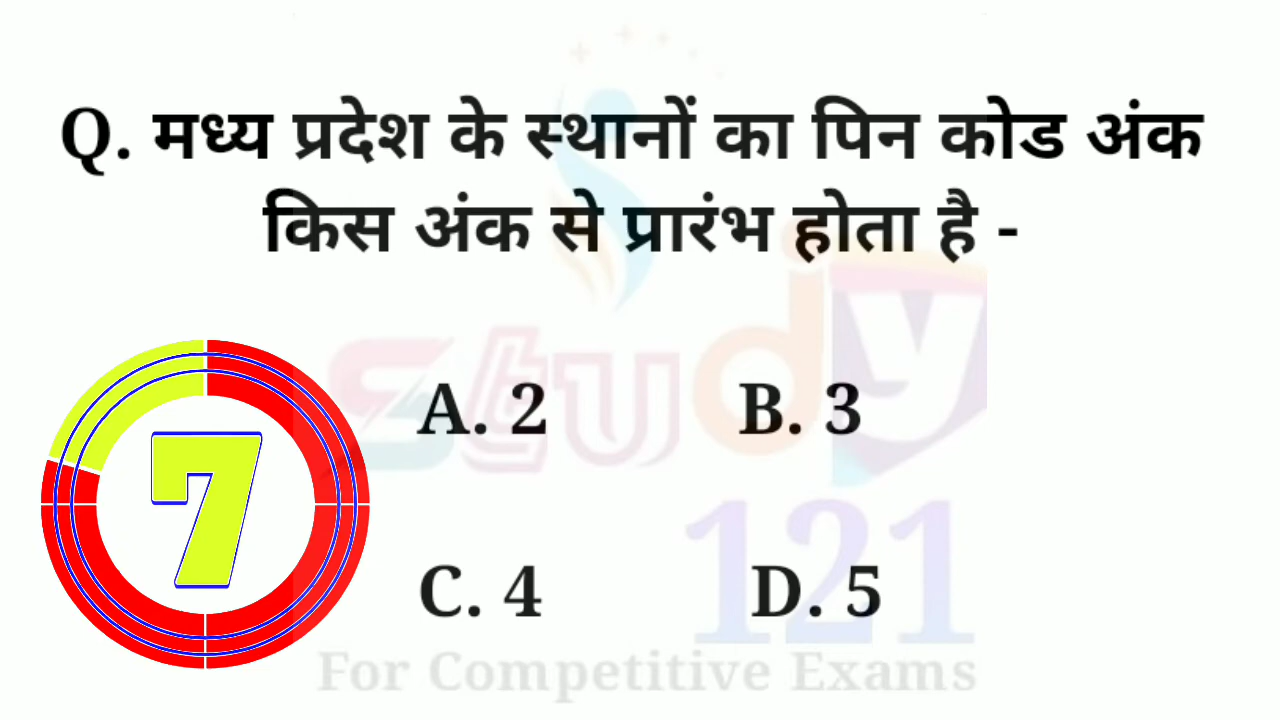 Q. मध्य प्रदेश के स्थानों का पिन कोड अंक
किस अंक से प्रारंभ होता है -
7
A. 2 B. 3
C. 4 D. 5
Study
121
For Competitive Exams